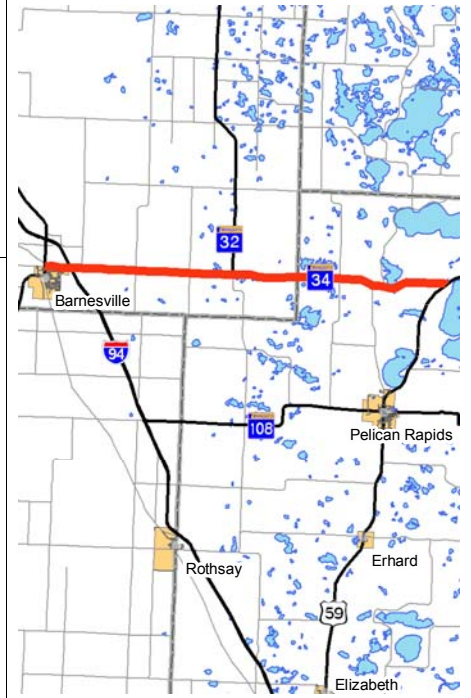 32
34
Barnesville
94
108
Pelican Rapids
Rothsay
Erhard
59
Elizabeth